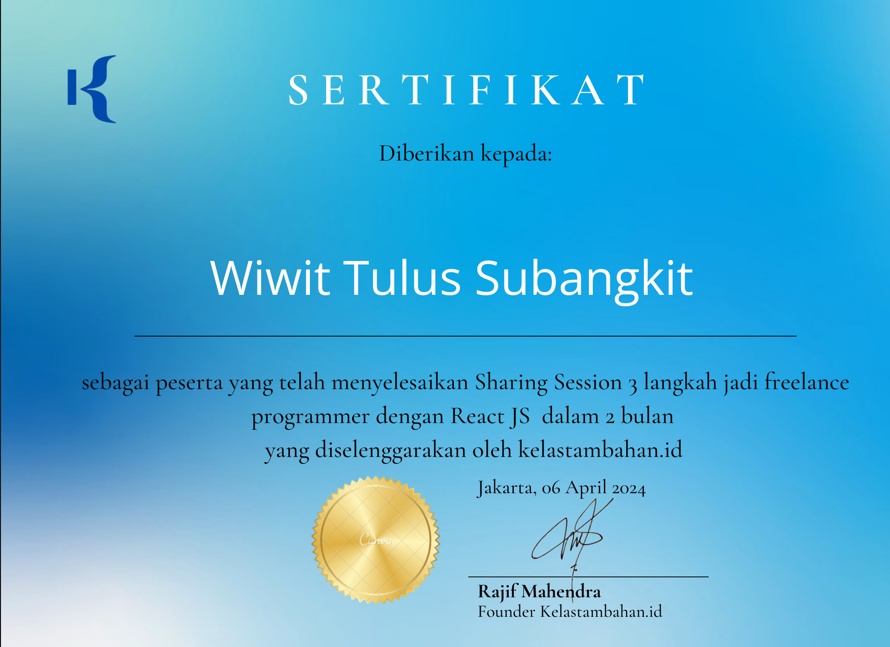 SERTIFIKAT
Diberikan kepada:
Wiwit Tulus Subangkit
sebagai peserta yang telah menyelesaikan Sharing Session 3 langkah jadi freelance
programmer dengan React JS dalam 2 bulan
yang diselenggarakan oleh kelastambahan.id
Jakarta, 06 April 2024
Canva
Rajif Mahendra
Founder Kelastambahan.id